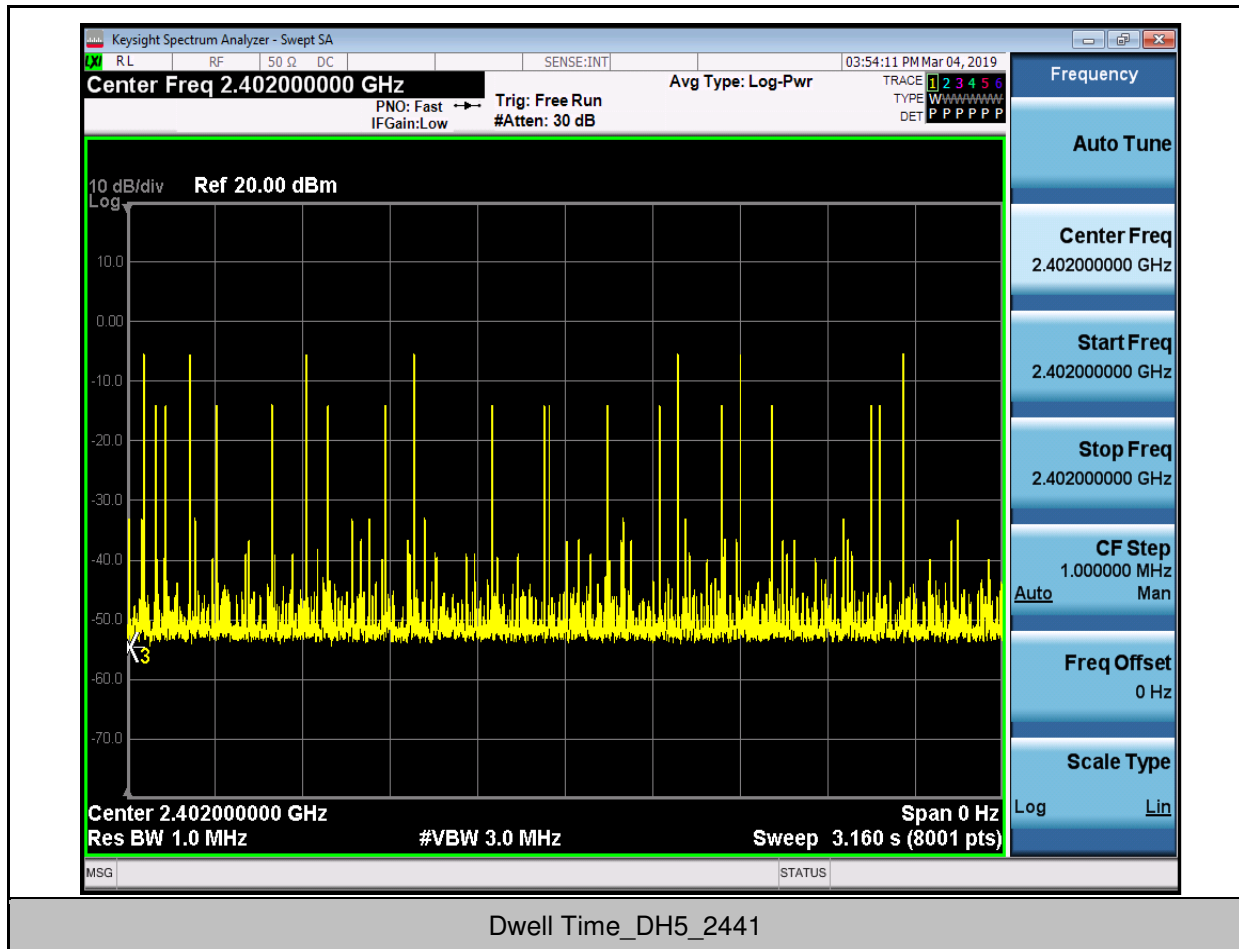 Keysight Spectrum Analyzer - Swept SA
LXI RL RF 50 Ω DC SENSE:INT 03:54:11 PM Mar 04, 2019
Center Freq 2.402000000 GHz
PNO: Fast
IFGain:Low
Trig: Free Run
#Atten: 30 dB
Avg Type: Log-Pwr
TRACE 1 2 3 4 5 6
TYPE WWWWWW
DET P P P P P P
10 dB/div Ref 20.00 dBm
Log
10.0
0.00
-10.0
-20.0
-30.0
-40.0
-50.0
3
-60.0
-70.0
Center 2.402000000 GHz Span 0 Hz
Res BW 1.0 MHz #VBW 3.0 MHz Sweep 3.160 s (8001 pts)
MSG STATUS
Frequency
Auto Tune
Center Freq
2.402000000 GHz
Start Freq
2.402000000 GHz
Stop Freq
2.402000000 GHz
CF Step
1.000000 MHz
Auto Man
Freq Offset
0 Hz
Scale Type
Log Lin
Dwell Time_DH5_2441